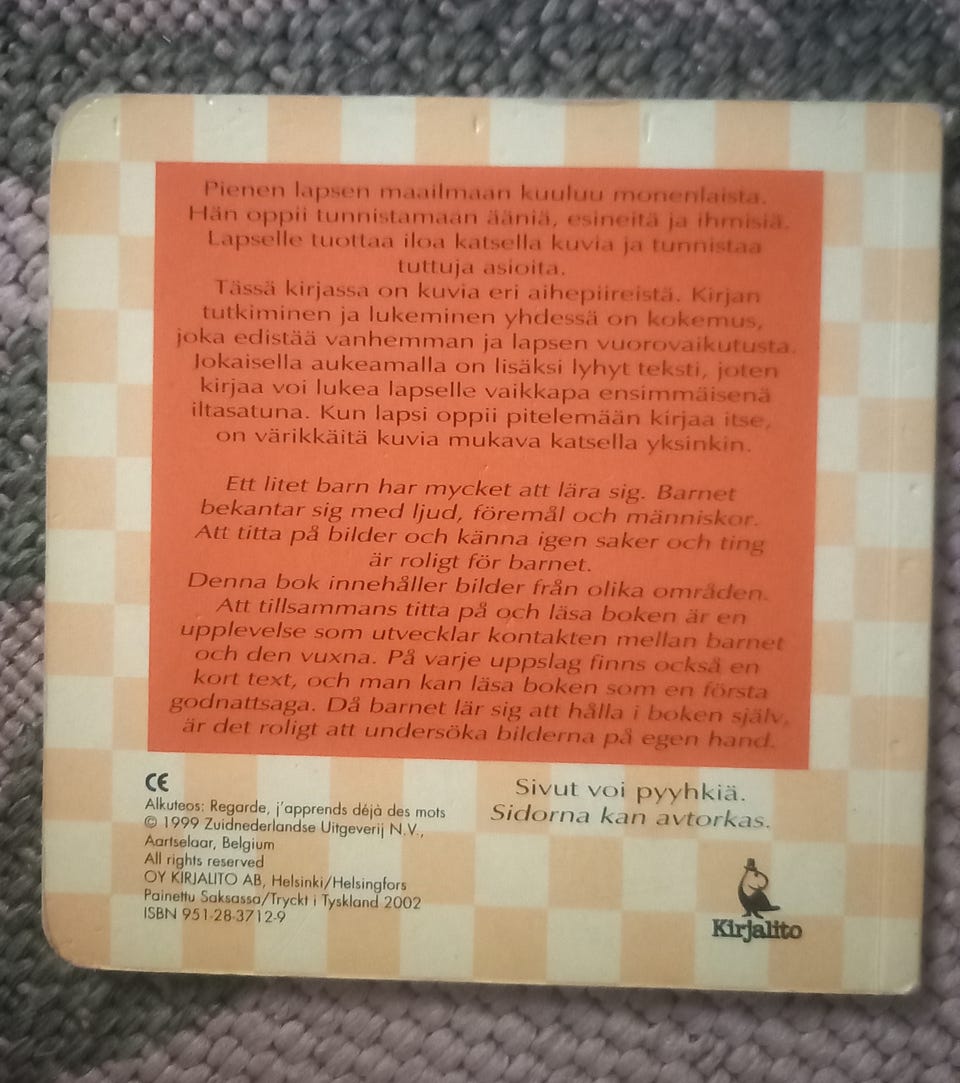 Pienen lapsen maailmaan kuuluu monenlaista.
Hän oppii tunnistamaan ääniä, esineitä ja ihmisiä.
Lapselle tuottaa iloa katsella kuvia ja tunnistaa
tuttuja asioita.
Tässä kirjassa on kuvia eri aihepiireistä. Kirjan
tutkiminen ja lukeminen yhdessä on kokemus,
joka edistää vanhemman ja lapsen vuorovaikutusta.
Jokaisella aukeamalla on lisäksi lyhyt teksti, joten
kirjaa voi lukea lapselle vaikkapa ensimmäisenä
iltasatuna. Kun lapsi oppii pitelemään kirjaa itse,
on värikkäitä kuvia mukava katsella yksinkin.
Ett litet barn har mycket att lära sig. Barnet
bekantar sig med ljud, föremål och människor.
Att titta på bilder och känna igen saker och ting
är roligt för barnet.
Denna bok innehåller bilder från olika områden.
Att tillsammans titta på och läsa boken är en
upplevelse som utvecklar kontakten mellan barnet
och den vuxna. På varje uppslag finns också en
kort text, och man kan läsa boken som en första
godnattsaga. Då barnet lär sig att hålla i boken själv,
är det roligt att undersöka bilderna på egen hand.
CE
Alkuteos: Regarde, j'apprends déjà des mots
© 1999 Zuidnederlandse Uitgeverij N.V.,
Aartselaar, Belgium
All rights reserved
OY KIRJALITO AB, Helsinki/Helsingfors
Painettu Saksassa/Tryckt i Tyskland 2002
ISBN 951-28-3712-9
Sivut voi pyyhkiä.
Sidorna kan avtorkas.
Kirjalito